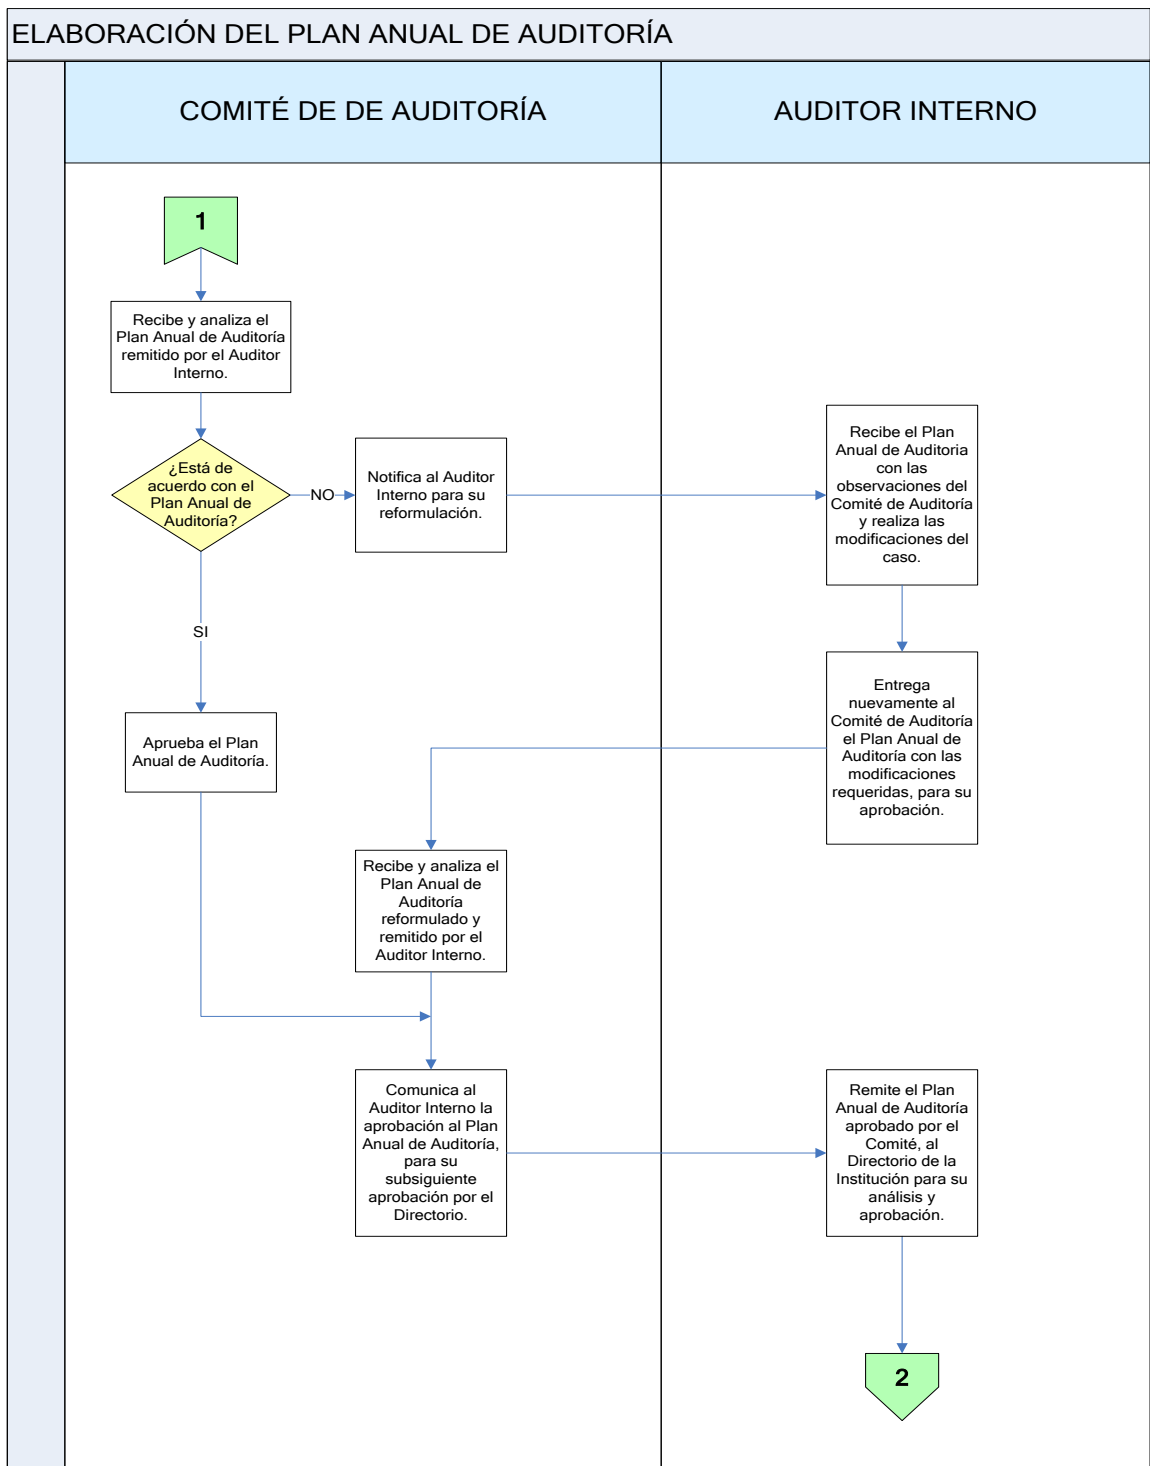 ELABORACIÓN DEL PLAN ANUAL DE AUDITORÍA
COMITÉ DE DE AUDITORÍA
AUDITOR INTERNO
1
Recibe y analiza el
Plan Anual de Auditoría
remitido por el Auditor
Interno.
¿Está de
acuerdo con el
Plan Anual de
Auditoría?
NO
Notifica al Auditor
Interno para su
reformulación.
Recibe el Plan
Anual de Auditoria
con las
observaciones del
Comité de Auditoría
y realiza las
modificaciones del
caso.
SI
Entrega
nuevamente al
Comité de Auditoría
el Plan Anual de
Auditoría con las
modificaciones
requeridas, para su
aprobación.
Aprueba el Plan
Anual de Auditoría.
Recibe y analiza el
Plan Anual de
Auditoría
reformulado y
remitido por el
Auditor Interno.
Comunica al
Auditor Interno la
aprobación al Plan
Anual de Auditoría,
para su
subsiguiente
aprobación por el
Directorio.
Remite el Plan
Anual de Auditoría
aprobado por el
Comité, al
Directorio de la
Institución para su
análisis y
aprobación.
2